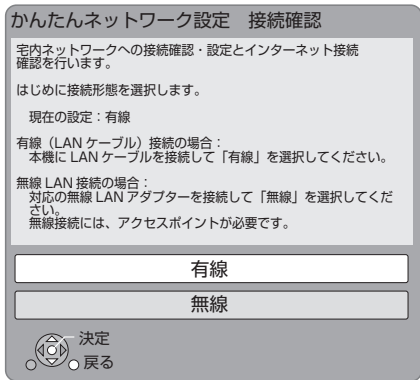 かんたんネットワーク設定　接続確認
宅内ネットワークへの接続確認・設定とインターネット接続
確認を行います。
はじめに接続形態を選択します。
現在の設定：有線
有線（LAN ケーブル）接続の場合：
本機に LAN ケーブルを接続して「有線」を選択してください。
無線 LAN 接続の場合：
対応の無線 LAN アダプターを接続して「無線」を選択してくだ
さい。
無線接続には、アクセスポイントが必要です。
有線
無線
決定
戻る